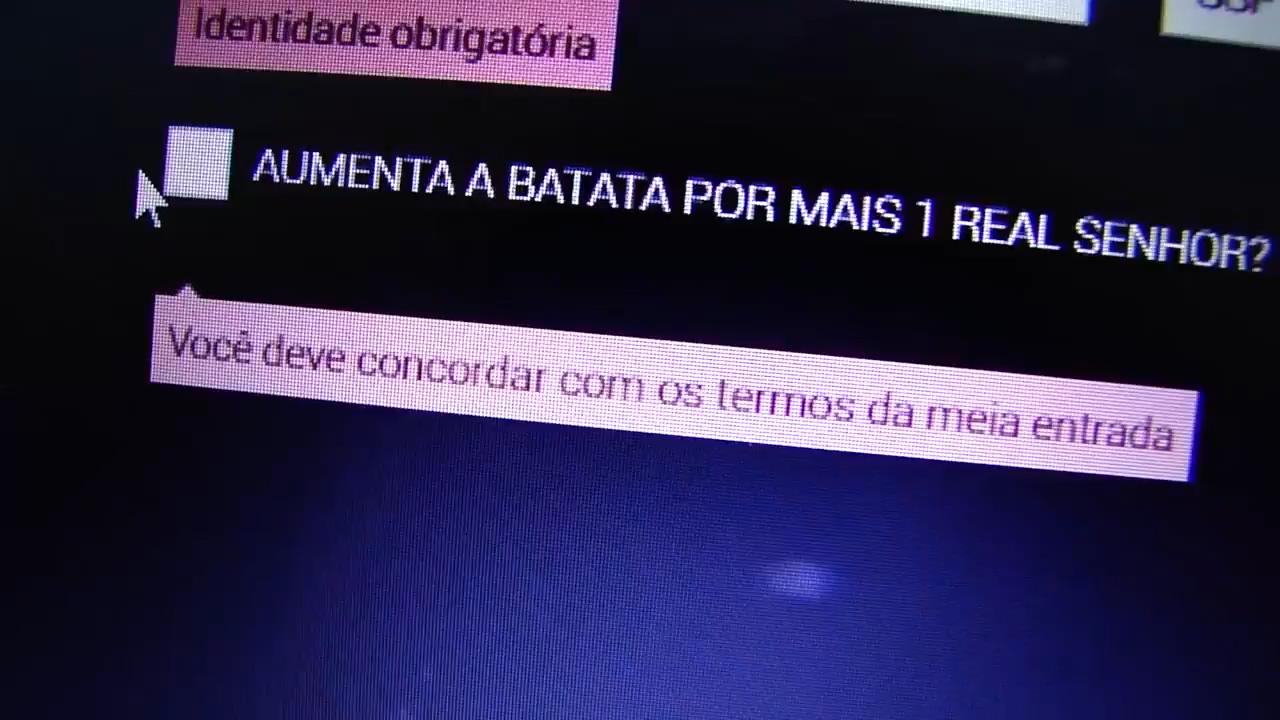 Identidade obrigatória
AUMENTA A BATATA POR MAIS 1 REAL SENHOR?
Você deve concordar com os termos da meia entrada